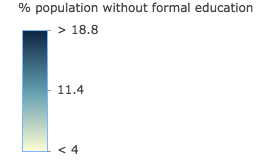 % population without formal education
> 18.8
11.4
< 4